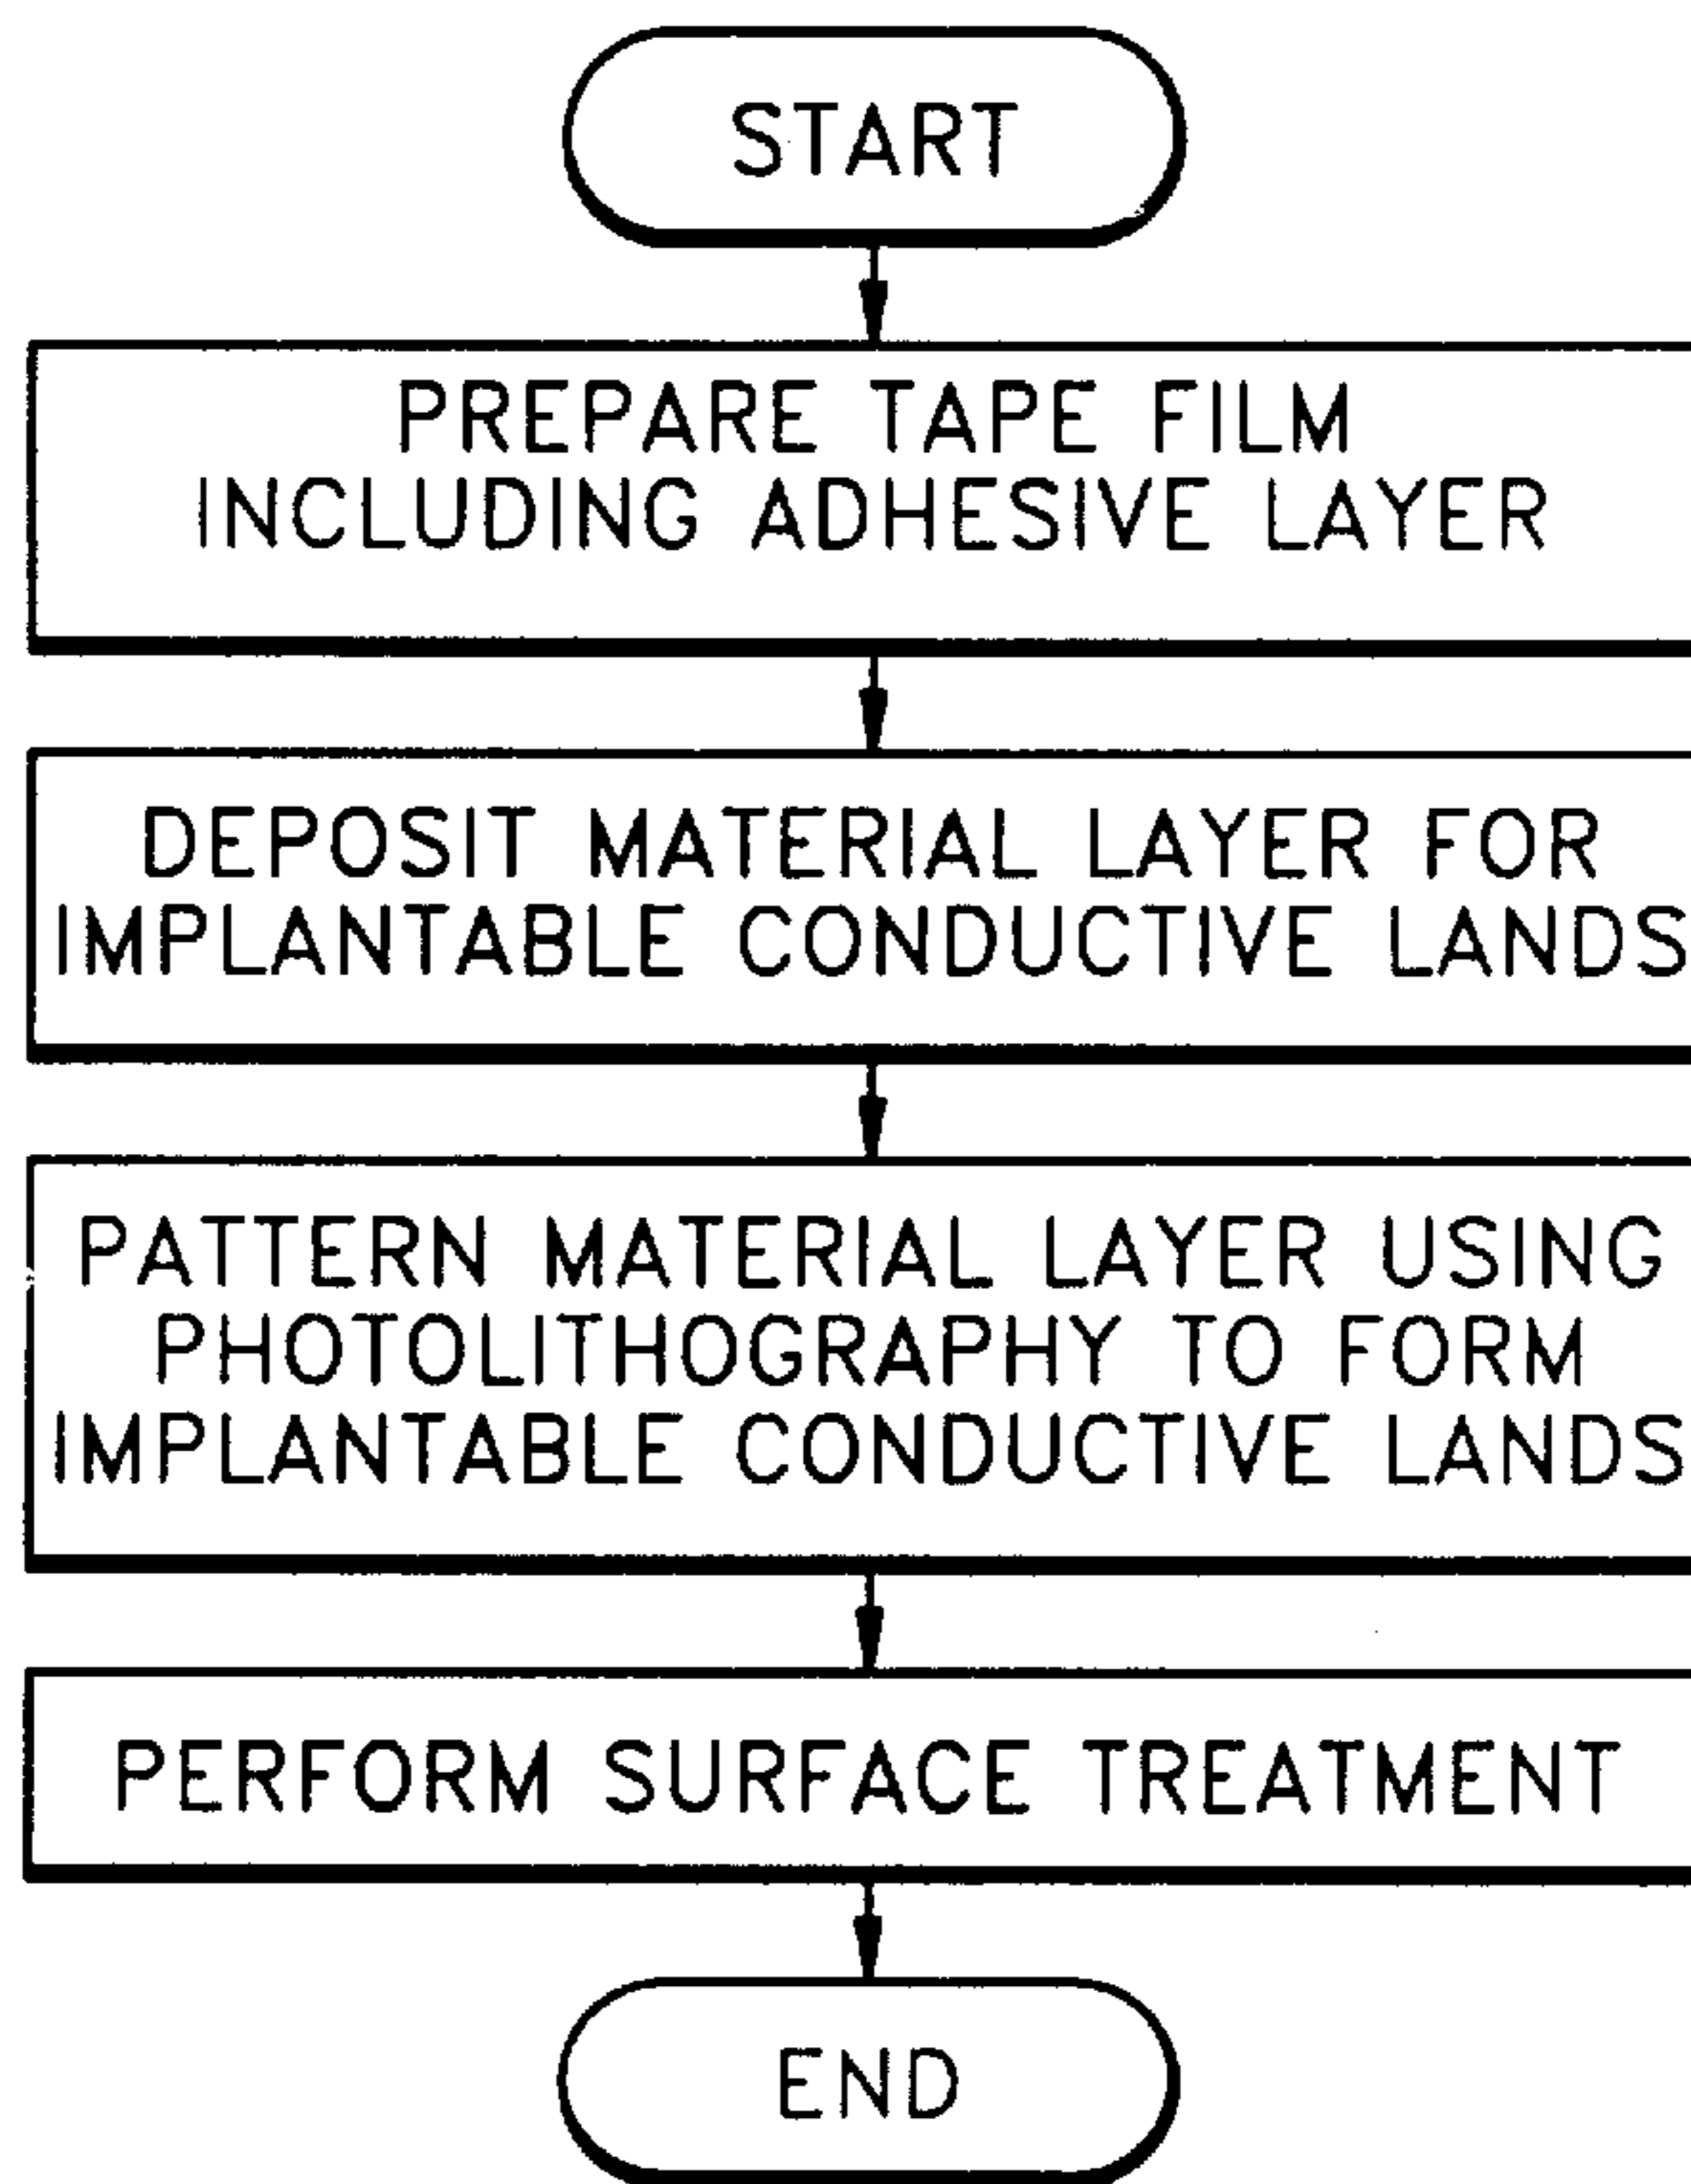 START
PREPARE TAPE FILM
INCLUDING ADHESIVE LAYER
DEPOSIT MATERIAL LAYER FOR
IMPLANTABLE CONDUCTIVE LANDS
PATTERN MATERIAL LAYER USING
PHOTOLITHOGRAPHY TO FORM
IMPLANTABLE CONDUCTIVE LANDS
PERFORM SURFACE TREATMENT
END